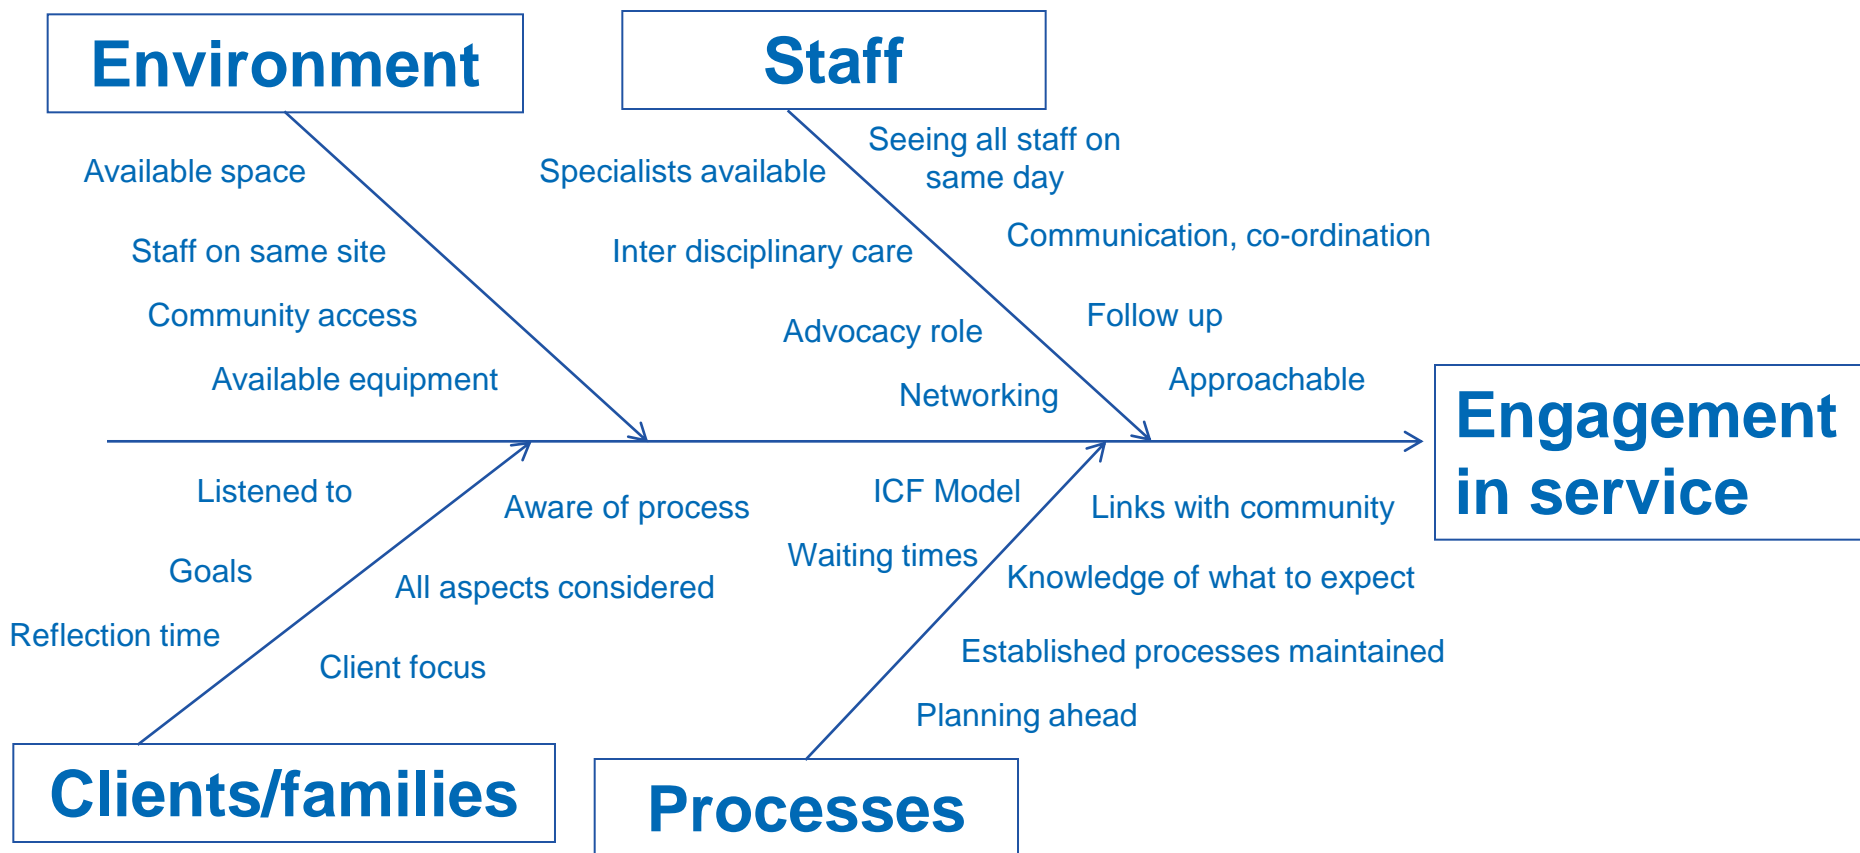 Environment
Staff
Available space
Specialists available
Seeing all staff on
same day
Staff on same site
Inter disciplinary care
Communication, co-ordination
Community access
Advocacy role
Follow up
Available equipment
Networking
Approachable
Engagement
in service
Listened to
Aware of process
ICF Model
Links with community
Goals
All aspects considered
Waiting times
Knowledge of what to expect
Reflection time
Client focus
Established processes maintained
Planning ahead
Clients/families
Processes